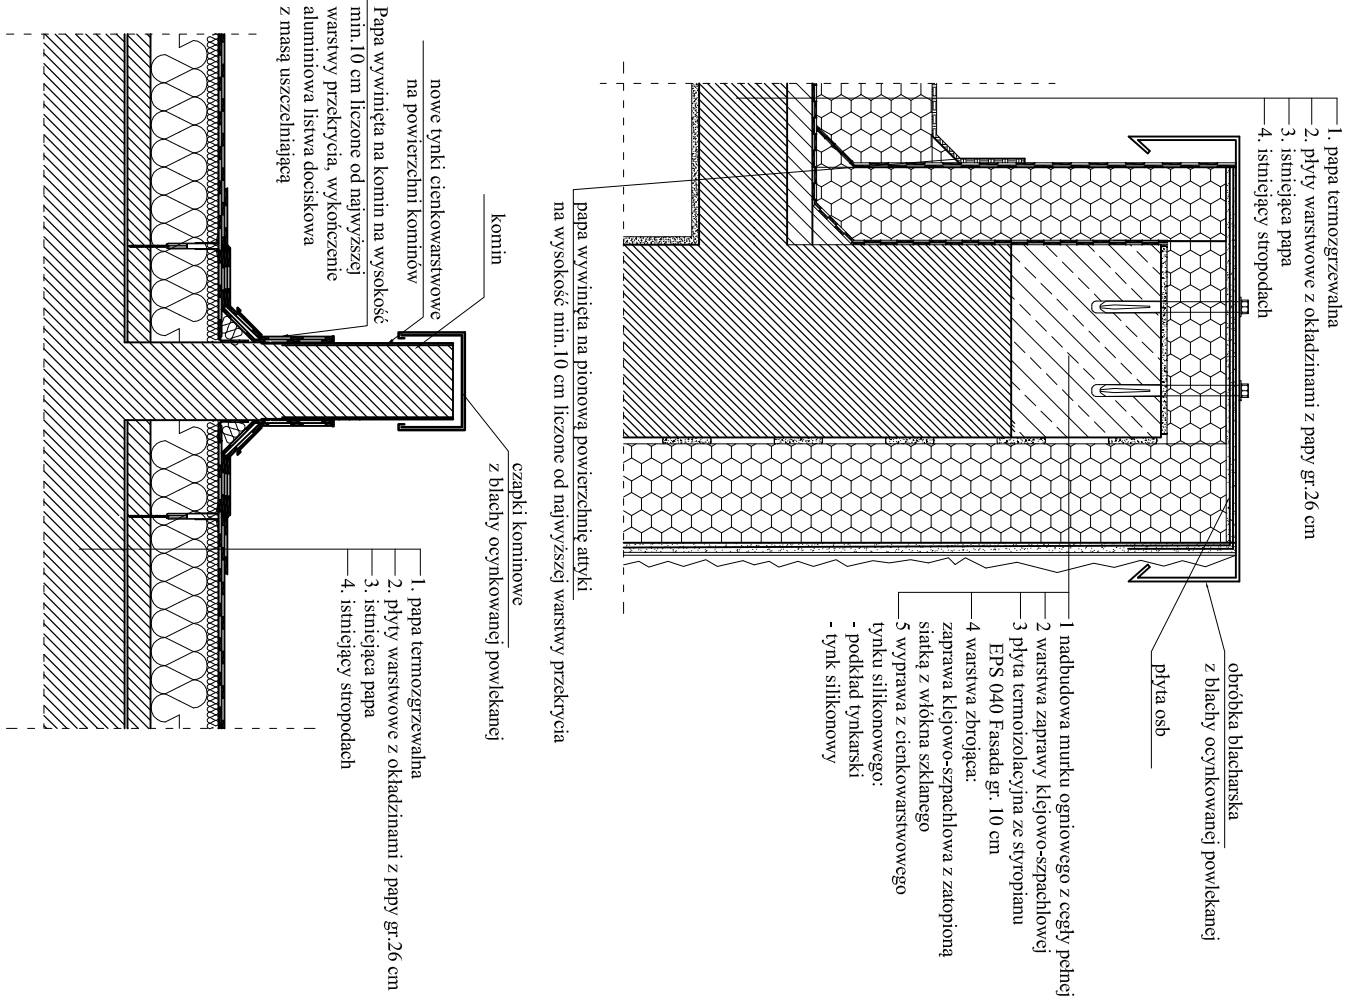 1. papa termozgrzewalna
2. płyty warstwowe z okładzinami z papy gr.26 cm
3. istniejąca papa
4. istniejący stropodach
obróbka blacharska
z blachy ocynkowanej powlekanej
płyta osb
1 nadbudowa murku ogniowego z cegły pełnej
2 warstwa zaprawy klejowo-szpachlowej
3 płyta termoizolacyjna ze styropianu
EPS 040 Fasada gr. 10 cm
4 warstwa zbrojąca:
zaprawa klejowo-szpachlowa z zatopioną
siatką z włókna szklanego
5 wyprawa z cienkowarstwowego
tynku silikonowego:
- podkład tynkarski
- tynk silikonowy
papa wywinięta na pionową powierzchnię attyki
na wysokość min.10 cm liczone od najwyższej warstwy przekrycia
komin
nowe tynki cienkowarstwowe
na powierzchni kominów
Papa wywinięta na komin na wysokość
min.10 cm liczone od najwyższej
warstwy przekrycia, wykończenie
aluminiowa listwa dociskowa
z masą uszczelniającą
czapki kominowe
z blachy ocynkowanej powlekanej
1. papa termozgrzewalna
2. płyty warstwowe z okładzinami z papy gr.26 cm
3. istniejąca papa
4. istniejący stropodach